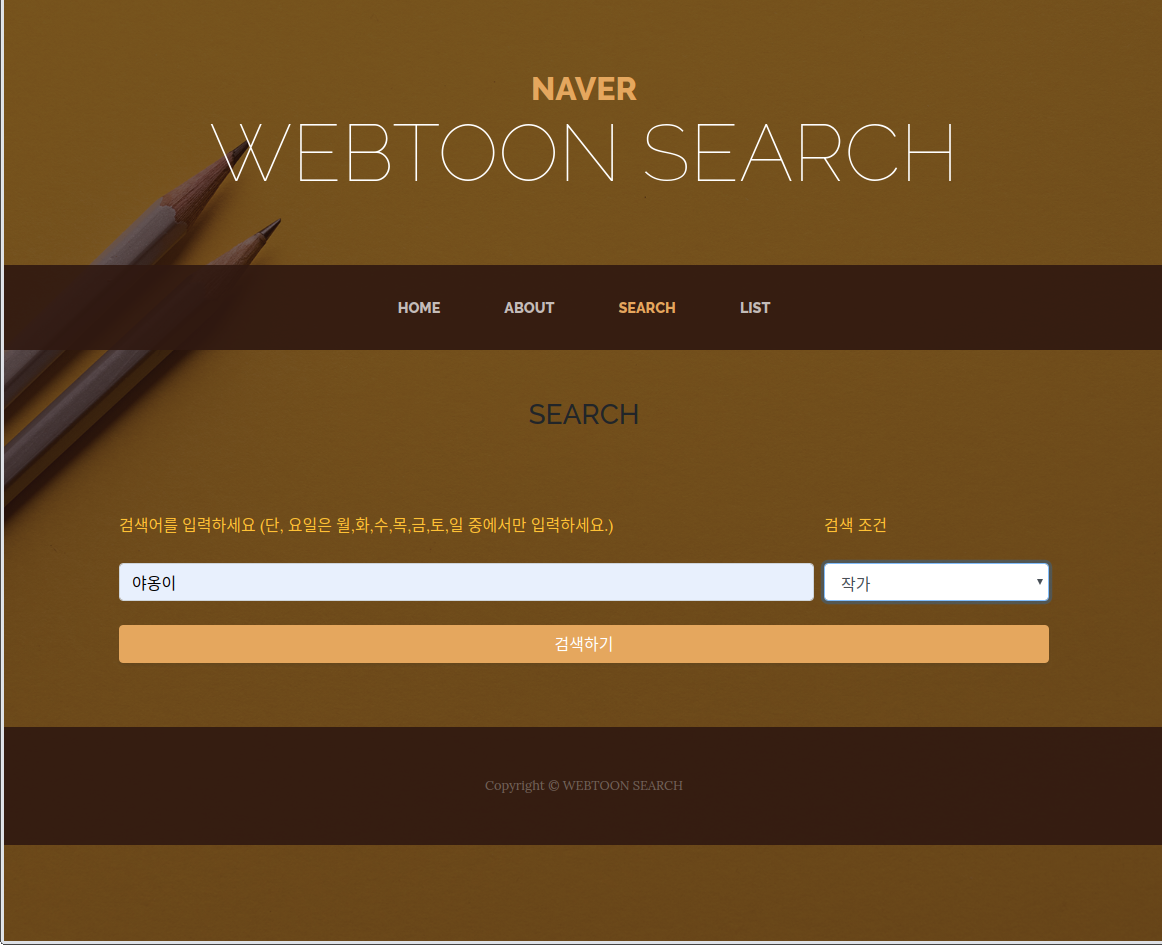 NAVER
WEBTOON SEARCH
HOME ABOUT SEARCH LIST
SEARCH
검색어를 입력하세요 (단, 요일은 월,화,수,목,금,토,일 중에서만 입력하세요.) 검색 조건
야옹이 작가
검색하기
Copyright © WEBTOON SEARCH